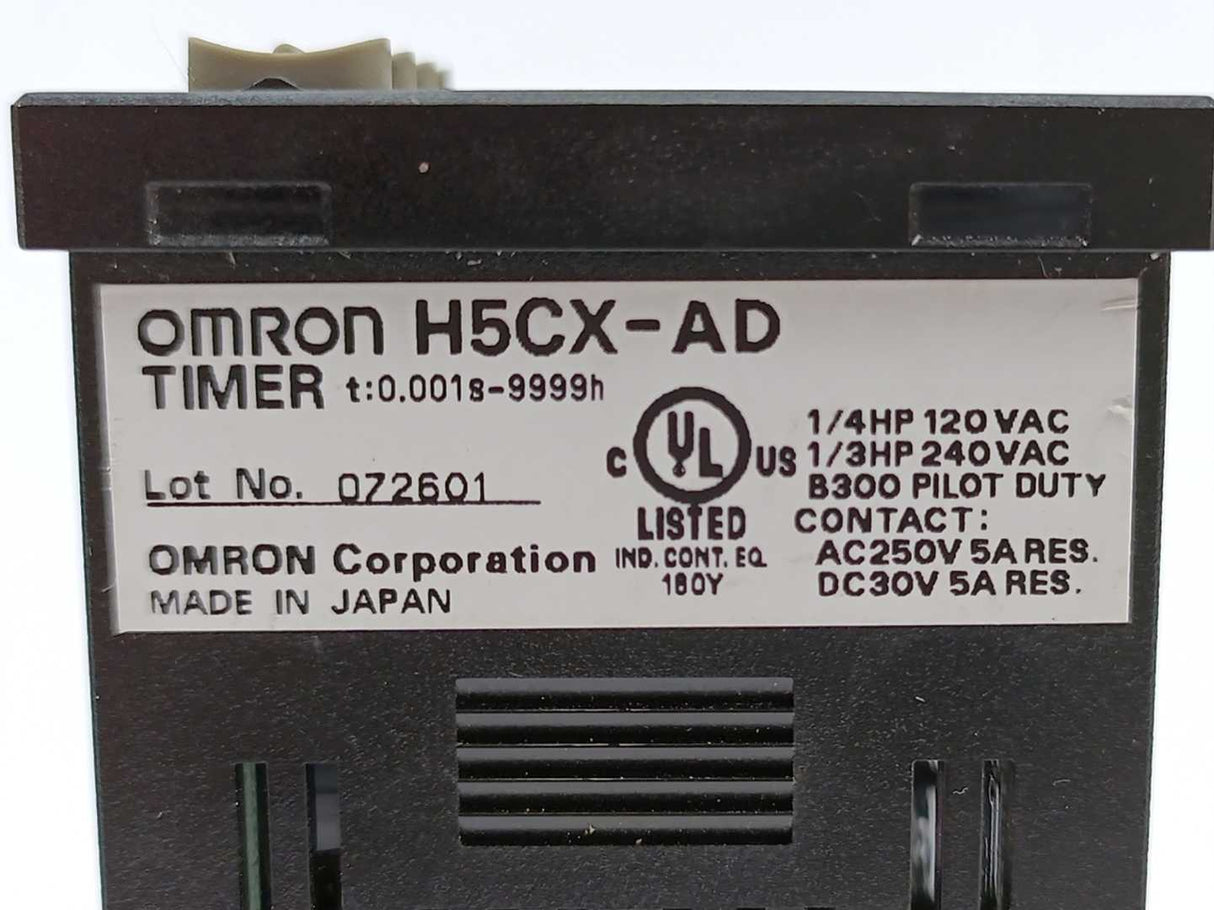 OMRON H5CX-AD
TIMER t:0.001s-9999h
Lot No. 072601
OMRON Corporation
MADE IN JAPAN
C UL US
LISTED
IND. CONT. EQ.
180Y
1/4HP 120VAC
1/3HP 240VAC
B300 PILOT DUTY
CONTACT:
AC250V 5A RES.
DC30V 5A RES.